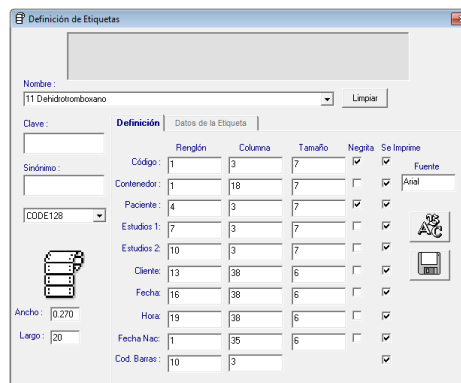 Definición de Etiquetas
Nombre :
11 Dehidrotromboxano
Limpiar
Clave :
Definición Datos de la Etiqueta
Renglón Columna Tamaño Negrita Se Imprime
Sinónimo :
Código : 1 3 7
Fuente
Contenedor : 1 18 7 Arial
Paciente : 4 3 7
CODE128
Estudios 1: 7 3 7
Estudios 2: 10 3 7
Cliente: 13 38 6
Fecha: 16 38 6
Ancho : 0.270 Hora: 19 38 6
Largo : 20 Fecha Nac: 1 35 6
Cod. Barras : 10 3